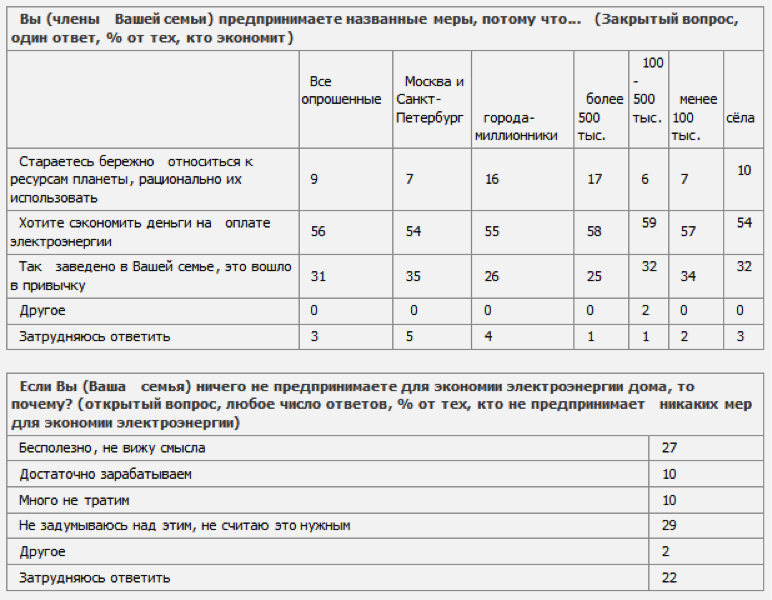 Вы (члены Вашей семьи) предпринимаете названные меры, потому что... (Закрытый вопрос,
один ответ, % от тех, кто экономит)
Все опрошенные Москва и Санкт-Петербург города-миллионники более 500 тыс. 100 - 500 тыс. менее 100 тыс. сёла
Стараетесь бережно относиться к
ресурсам планеты, рационально их
использовать 9 7 16 17 6 7 10
Хотите сэкономить деньги на оплате
электроэнергии 56 54 55 58 59 57 54
Так заведено в Вашей семье, это вошло
в привычку 31 35 26 25 32 34 32
Другое 0 0 0 0 2 0 0
Затрудняюсь ответить 3 5 4 1 1 2 3
Если Вы (Ваша семья) ничего не предпринимаете для экономии электроэнергии дома, то
почему? (открытый вопрос, любое число ответов, % от тех, кто не предпринимает никаких мер
для экономии электроэнергии)
Бесполезно, не вижу смысла 27
Достаточно зарабатываем 10
Много не тратим 10
Не задумываюсь над этим, не считаю это нужным 29
Другое 2
Затрудняюсь ответить 22